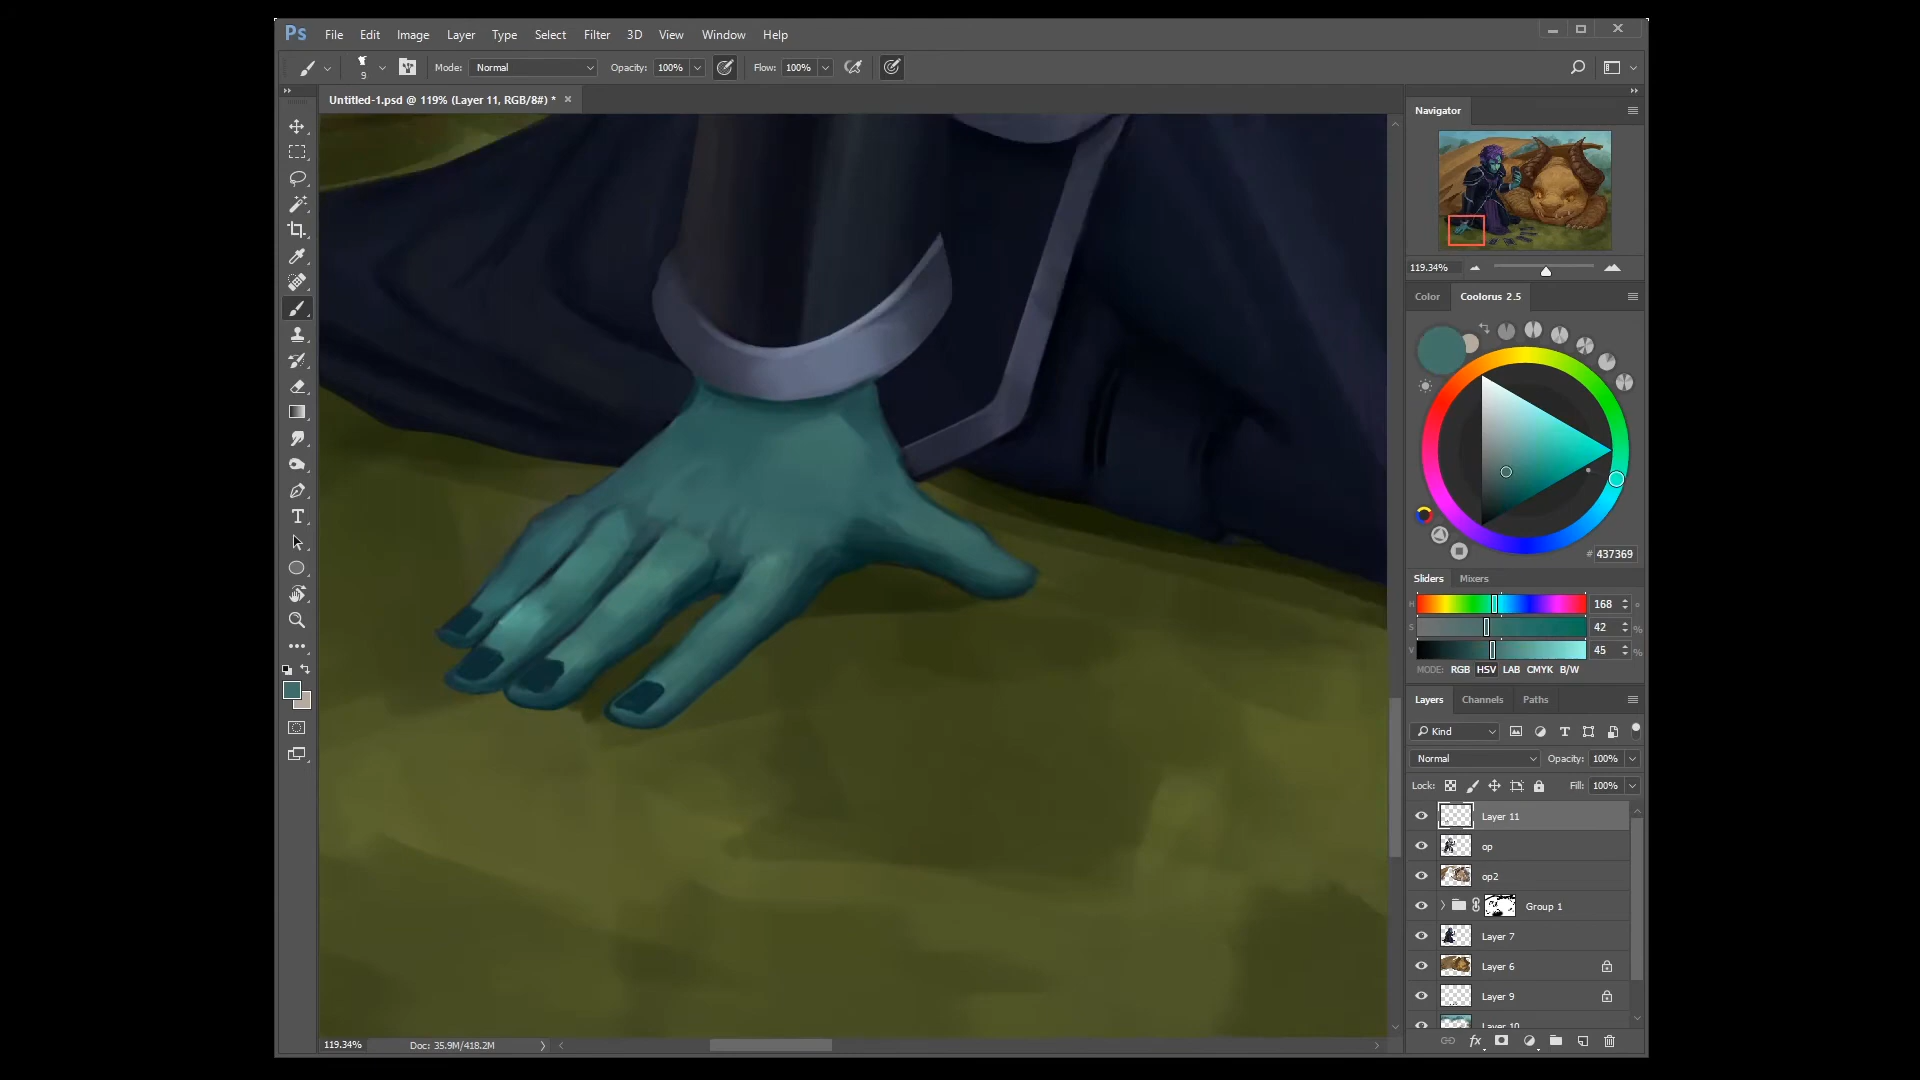 Ps File Edit Image Layer Type Select Filter 3D View Window Help
9 Mode: Normal Opacity: 100% Flow: 100%
Untitled-1.psd @ 119% (Layer 11, RGB/8#) *
Navigator
119.34%
Color Coolorus 2.5
# 437369
Sliders Mixers
H 168 °
S 42 %
V 45 %
MODE: RGB HSV LAB CMYK B/W
Layers Channels Paths
Kind
Normal Opacity: 100%
Lock: Fill: 100%
Layer 11
op
op2
Group 1
Layer 7
Layer 6
Layer 9
Layer 10
fx
119.34% Doc: 35.9M/418.2M